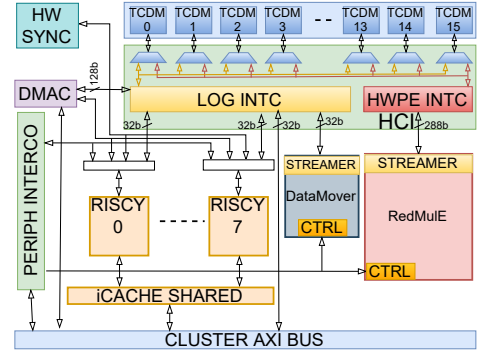 HW
SYNC
TCDM
0
TCDM
1
TCDM
2
TCDM
3
--
TCDM
13
TCDM
14
TCDM
15
128b
DMAC
LOG INTC
HWPE INTC
HCI
32b
32b
32b
32b
288b
PERIPH INTERCO
STREAMER
STREAMER
RISCY
0
RISCY
7
DataMover
RedMulE
CTRL
CTRL
iCACHE SHARED
CLUSTER AXI BUS